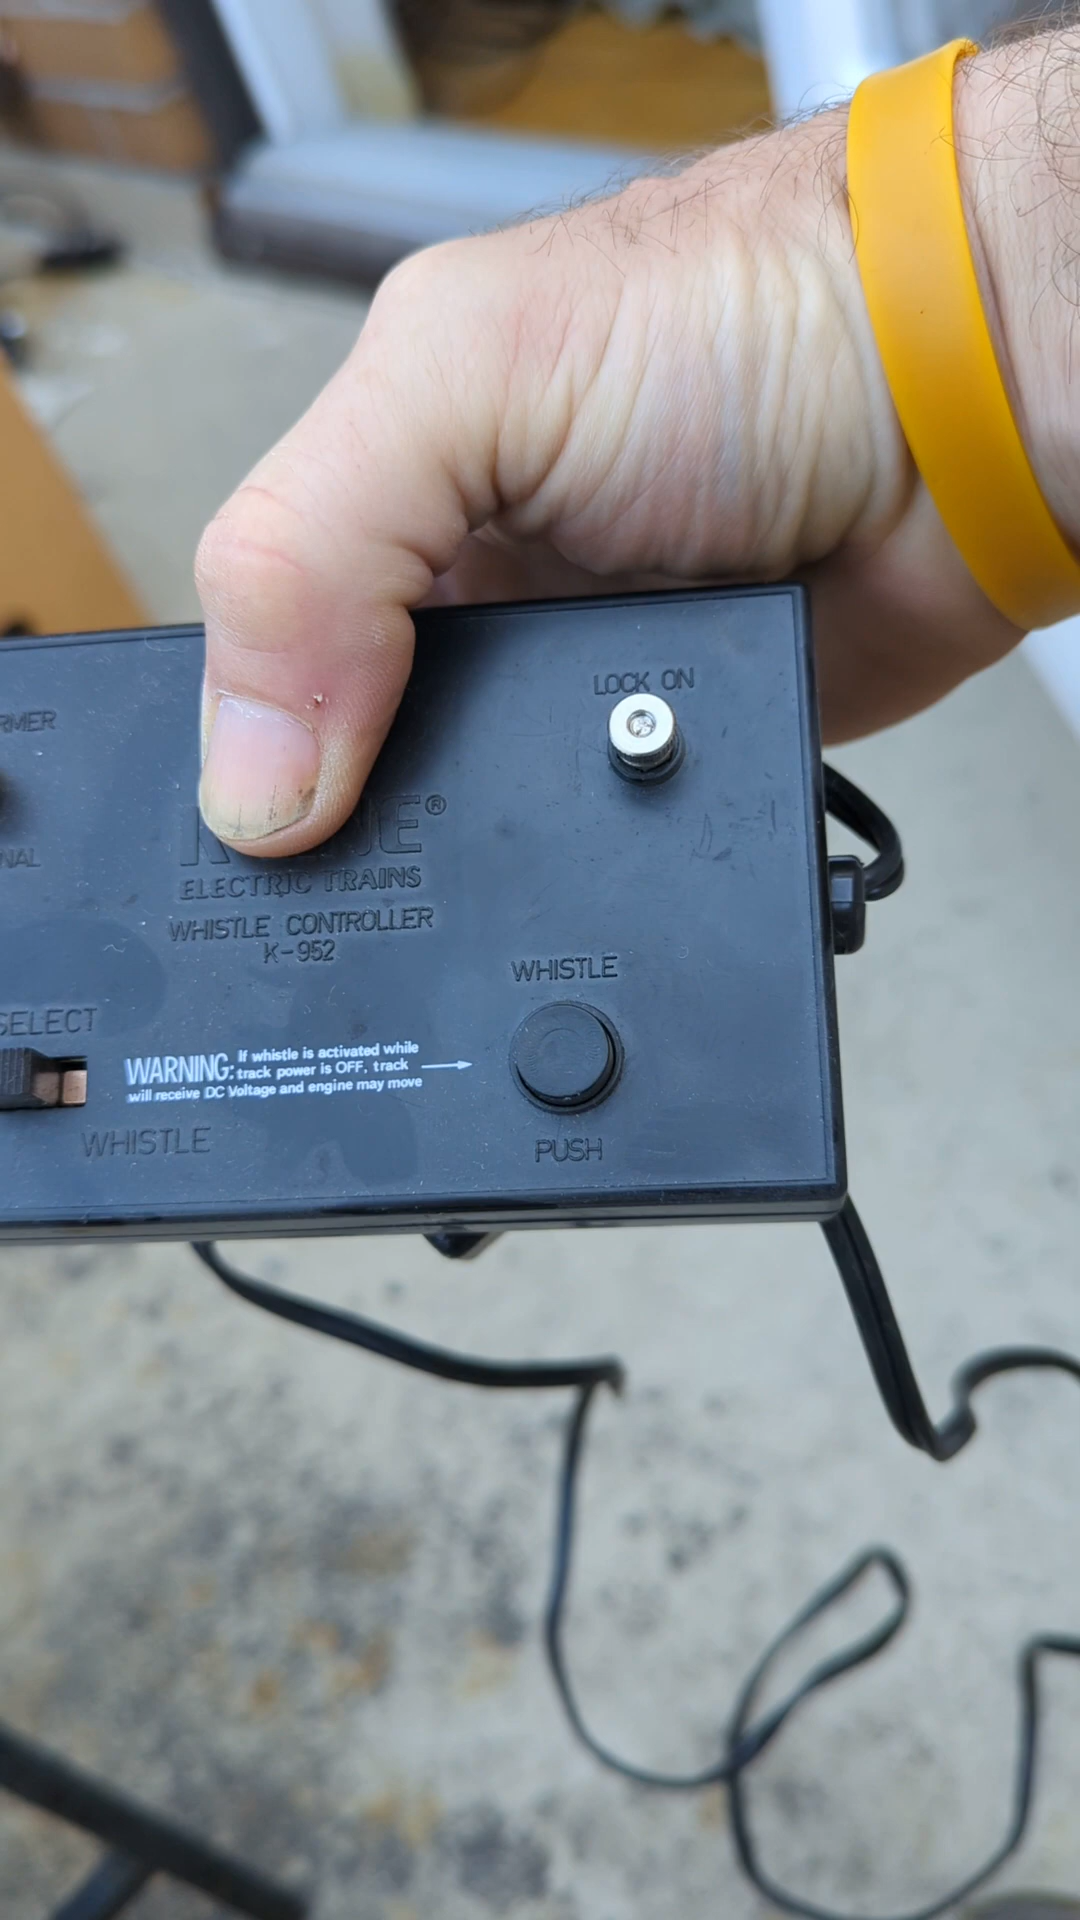 LOCK ON
RMER
NE®
NAL
ELECTRIC TRAINS
WHISTLE CONTROLLER
K-952
WHISTLE
SELECT
WARNING: If whistle is activated while
track power is OFF, track
will receive DC Voltage and engine may move
WHISTLE
PUSH